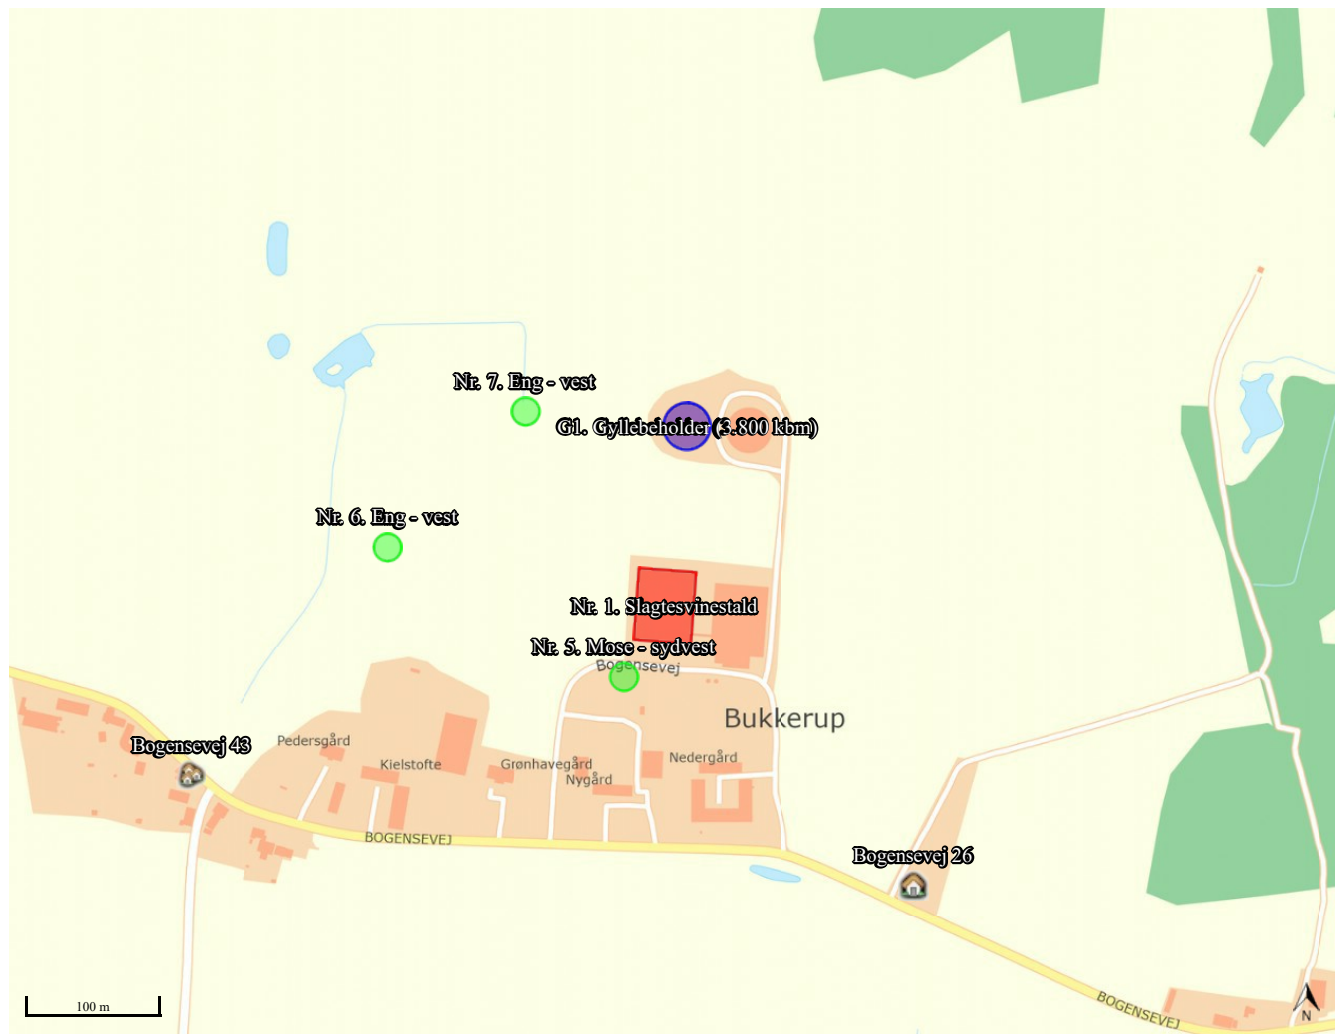 Nr. 7. Eng - vest
G1. Gyllebeholder (3.800 kbm)
Nr. 6. Eng - vest
Nr. 1. Slagtesvinestald
Nr. 5. Mose - sydvest
Bogensevej
Bukkerup
Bogensevej 43
Pedersgård
Kielstofte
Grønhavegård
Nygård
Nedergård
BOGENSEVEJ
Bogensevej 26
BOGENSEVEJ
100 m
N